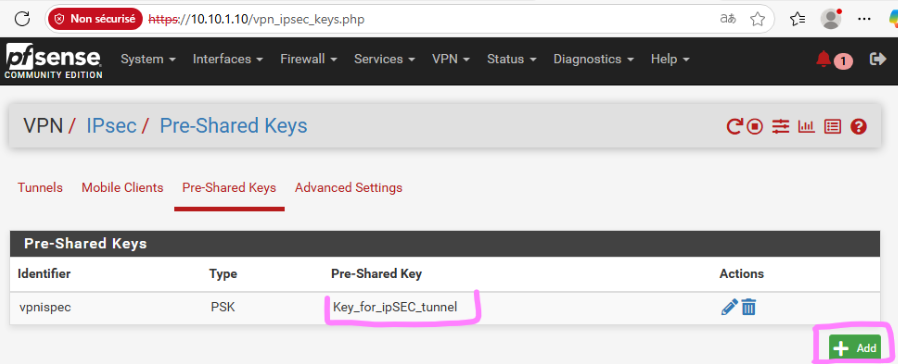 Non sécurisé https://10.10.1.10/vpn_ipsec_keys.php aあ
pfsense System Interfaces Firewall Services VPN Status Diagnostics Help 1
COMMUNITY EDITION
VPN / IPsec / Pre-Shared Keys
Tunnels Mobile Clients Pre-Shared Keys Advanced Settings
Pre-Shared Keys
Identifier Type Pre-Shared Key Actions
vpnispec PSK Key_for_ipSEC_tunnel
Add